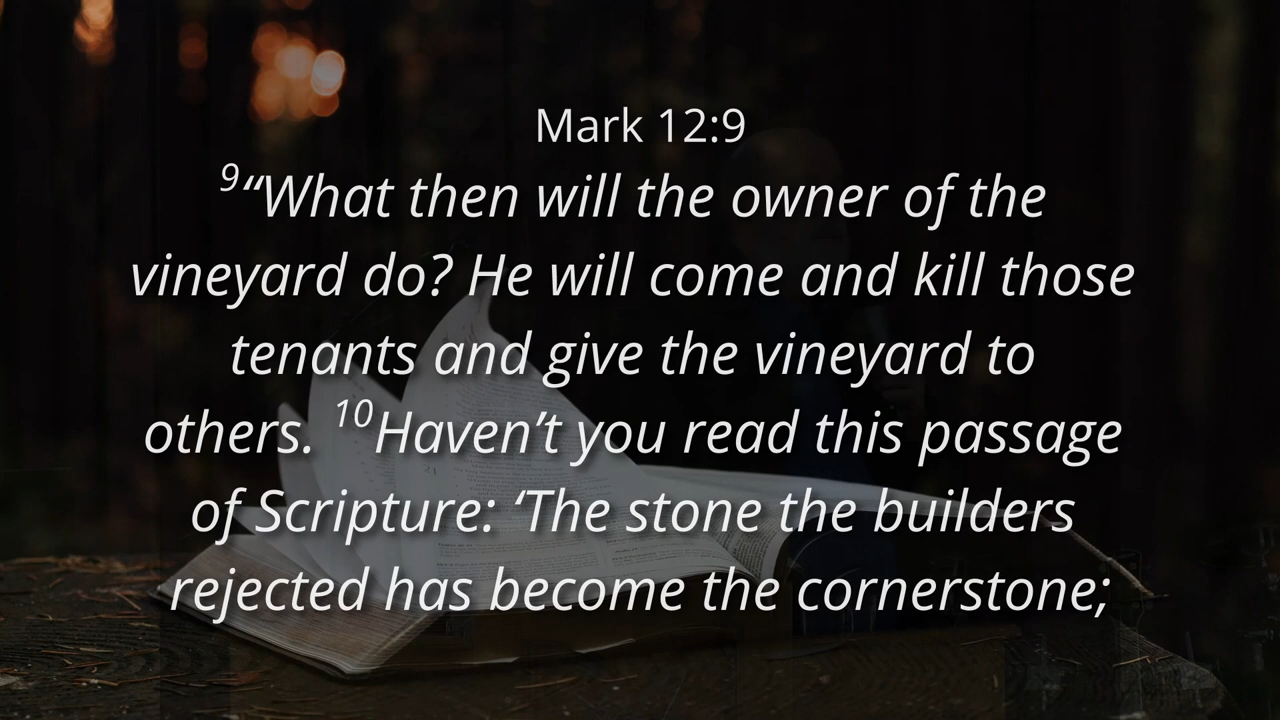 Mark 12:9
⁹“What then will the owner of the
vineyard do? He will come and kill those
tenants and give the vineyard to
others. ¹⁰Haven’t you read this passage
of Scripture: ‘The stone the builders
rejected has become the cornerstone;